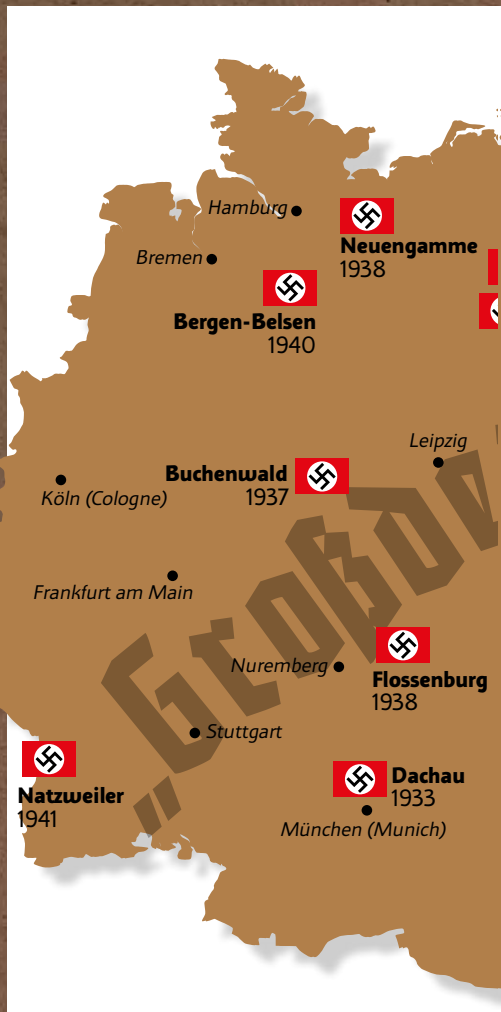 Hamburg
Neuengamme
1938
Bremen
Bergen-Belsen
1940
Leipzig
Buchenwald
1937
Köln (Cologne)
Frankfurt am Main
Nuremberg
Flossenburg
1938
Stuttgart
Natzweiler
1941
Dachau
1933
München (Munich)
„Großd